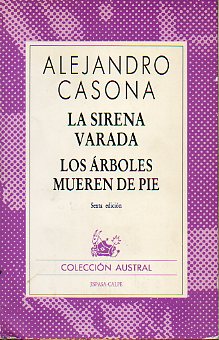 ALEJANDRO
CASONA
LA SIRENA
VARADA
LOS ÁRBOLES
MUEREN DE PIE
Sexta edición
COLECCIÓN AUSTRAL
ESPASA-CALPE